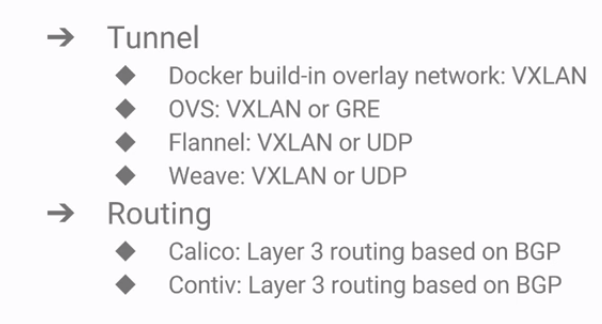 Tunnel
Docker build-in overlay network: VXLAN
OVS: VXLAN or GRE
Flannel: VXLAN or UDP
Weave: VXLAN or UDP
Routing
Calico: Layer 3 routing based on BGP
Contiv: Layer 3 routing based on BGP